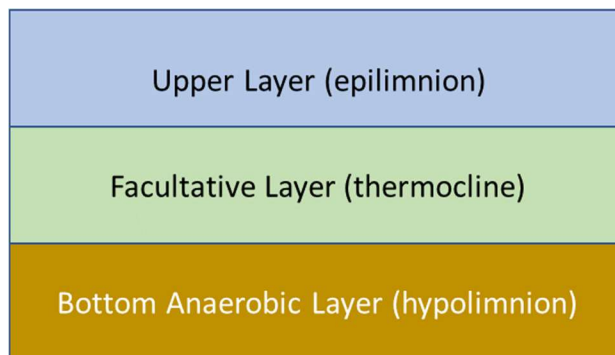 Upper Layer (epilimnion)
Facultative Layer (thermocline)
Bottom Anaerobic Layer (hypolimnion)